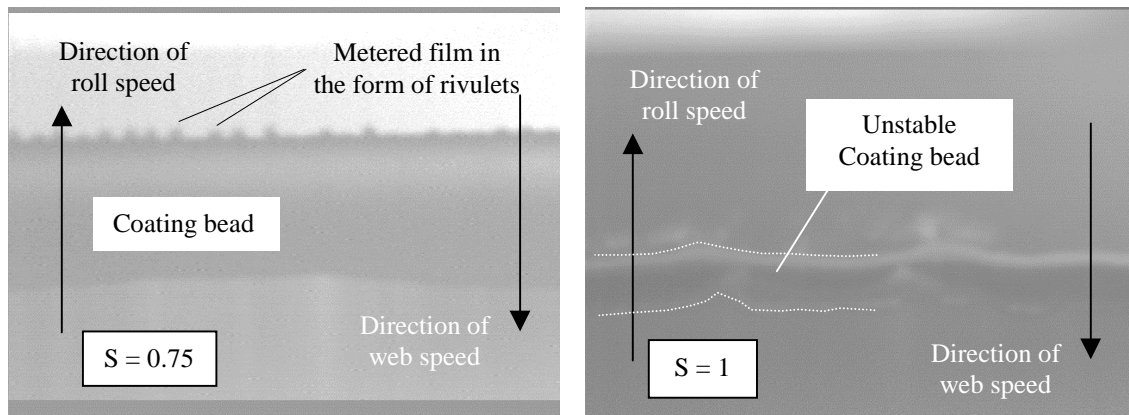 Direction of
roll speed
Metered film in
the form of rivulets
Coating bead
Direction of
web speed
S = 0.75
Direction of
roll speed
Unstable
Coating bead
Direction of
web speed
S = 1